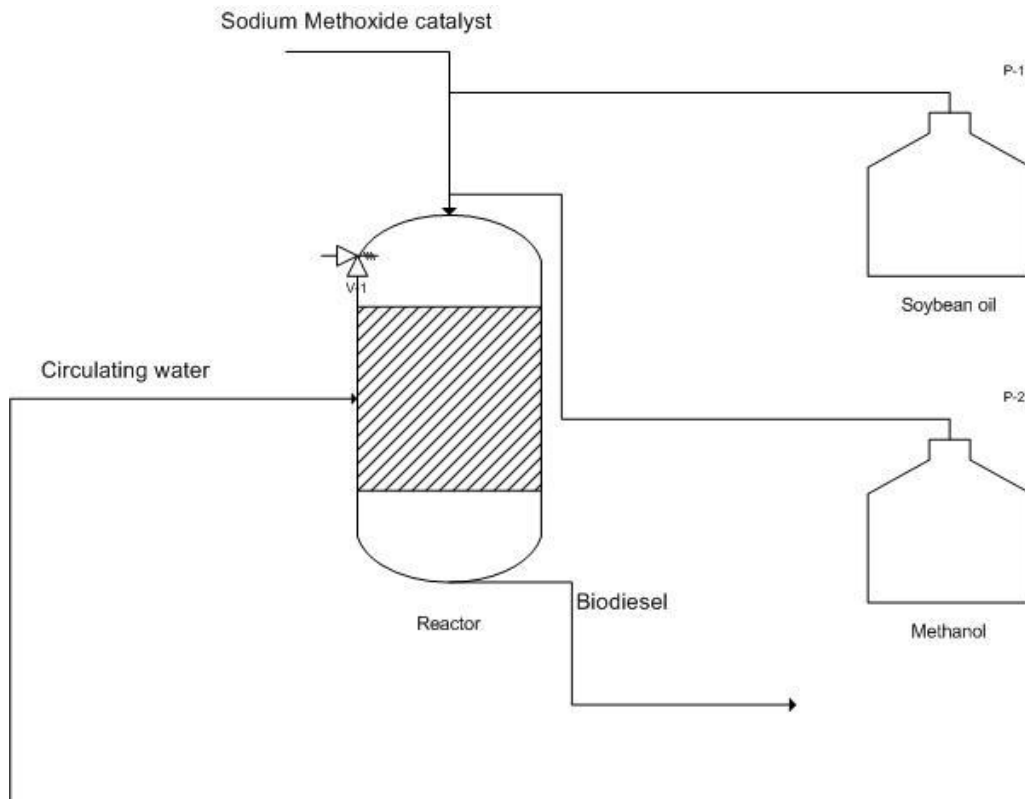 Sodium Methoxide catalyst
P-1
V-1
Soybean oil
Circulating water
P-2
Biodiesel
Reactor
Methanol